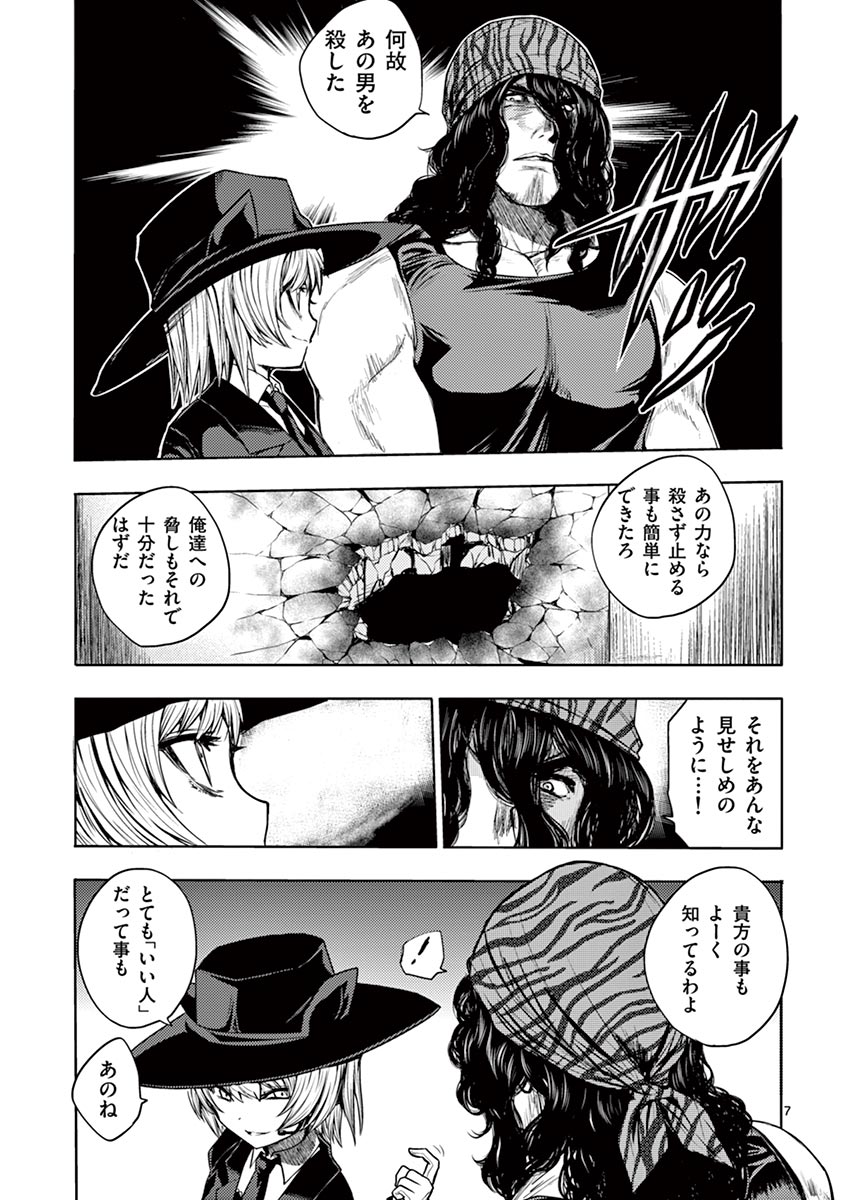 何故
あの男を
殺した
あの力なら
殺さず止める
事も簡単に
できたろ
俺達への
脅しもそれで
十分だった
はずだ
それをあんな
見せしめの
ように…!
貴方の事も
よーく
知ってるわよ
!
とても「いい人」
だって事も
あのね
7